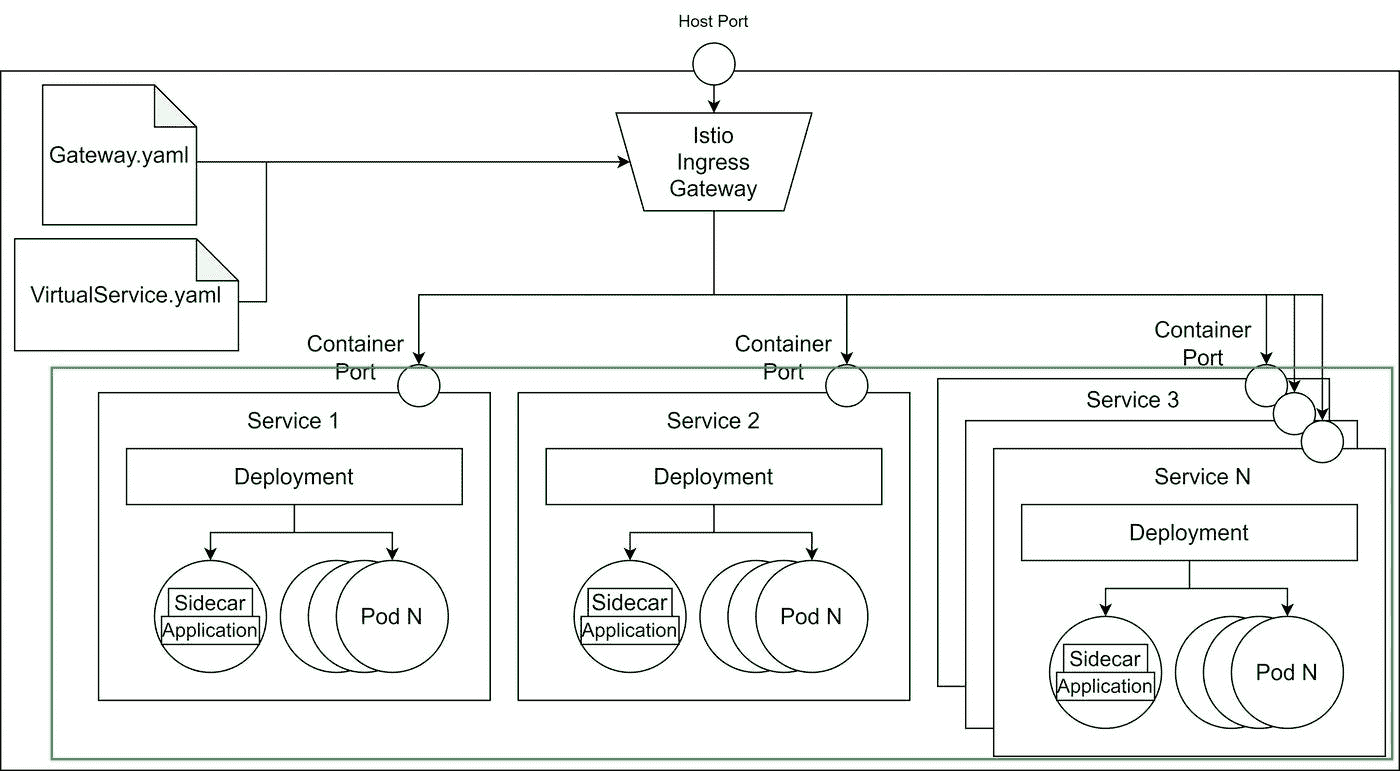 Host Port
Istio
Ingress
Gateway
Gateway.yaml
VirtualService.yaml
Container
Port
Container
Port
Container
Port
Service 1
Deployment
Sidecar
Application
Pod N
Service 2
Deployment
Sidecar
Application
Pod N
Service 3
Service N
Deployment
Sidecar
Application
Pod N